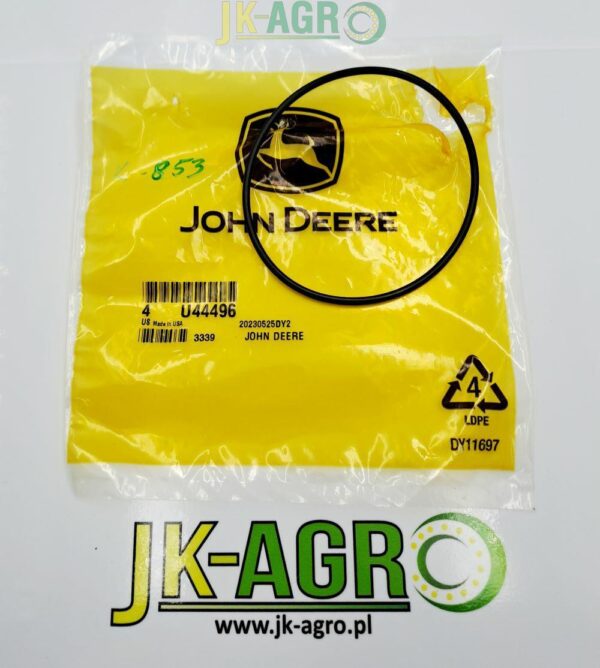 JK-AGRO
-853
JOHN DEERE
4 U44496
US Made in USA
20230525DY2
3339 JOHN DEERE
4
LDPE
DY11697
JK-AGRO
www.jk-agro.pl